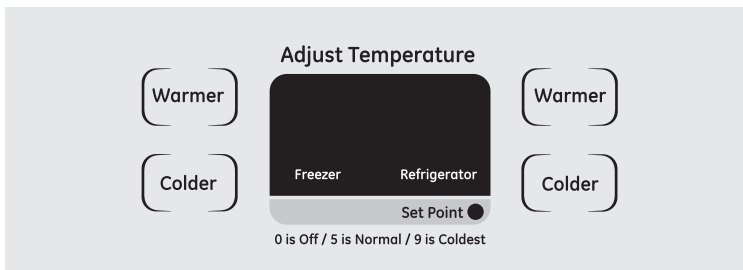 Adjust Temperature
Warmer
Warmer
Freezer Refrigerator
Colder
Colder
Set Point
0 is Off / 5 is Normal / 9 is Coldest